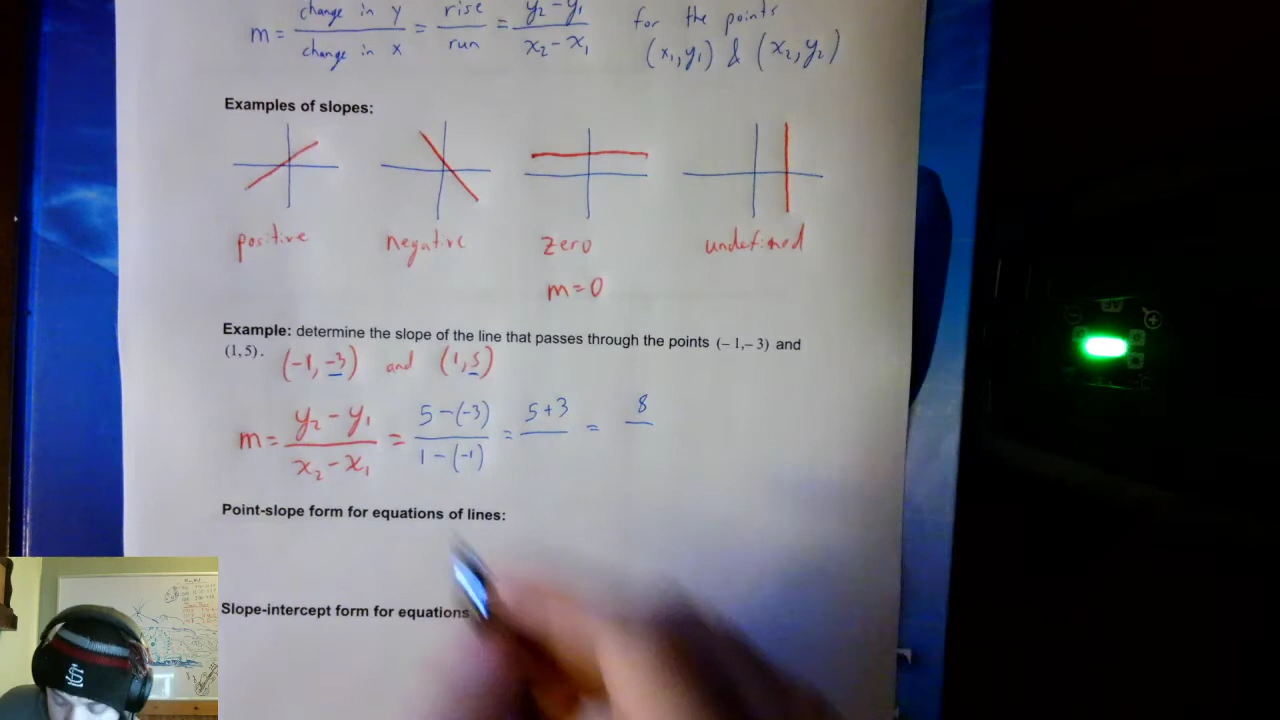 m = change in y / change in x = rise / run = y₂ - y₁ / x₂ - x₁ for the points
(x₁, y₁) & (x₂, y₂)
Examples of slopes:
positive negative zero undefined
m = 0
Example: determine the slope of the line that passes through the points (−1,−3) and
(1,5). (-1, -3) and (1, 5)
m = y₂ - y₁ / x₂ - x₁ = 5 - (-3) / 1 - (-1) = 5 + 3 / = 8 /
Point-slope form for equations of lines:
Slope-intercept form for equations